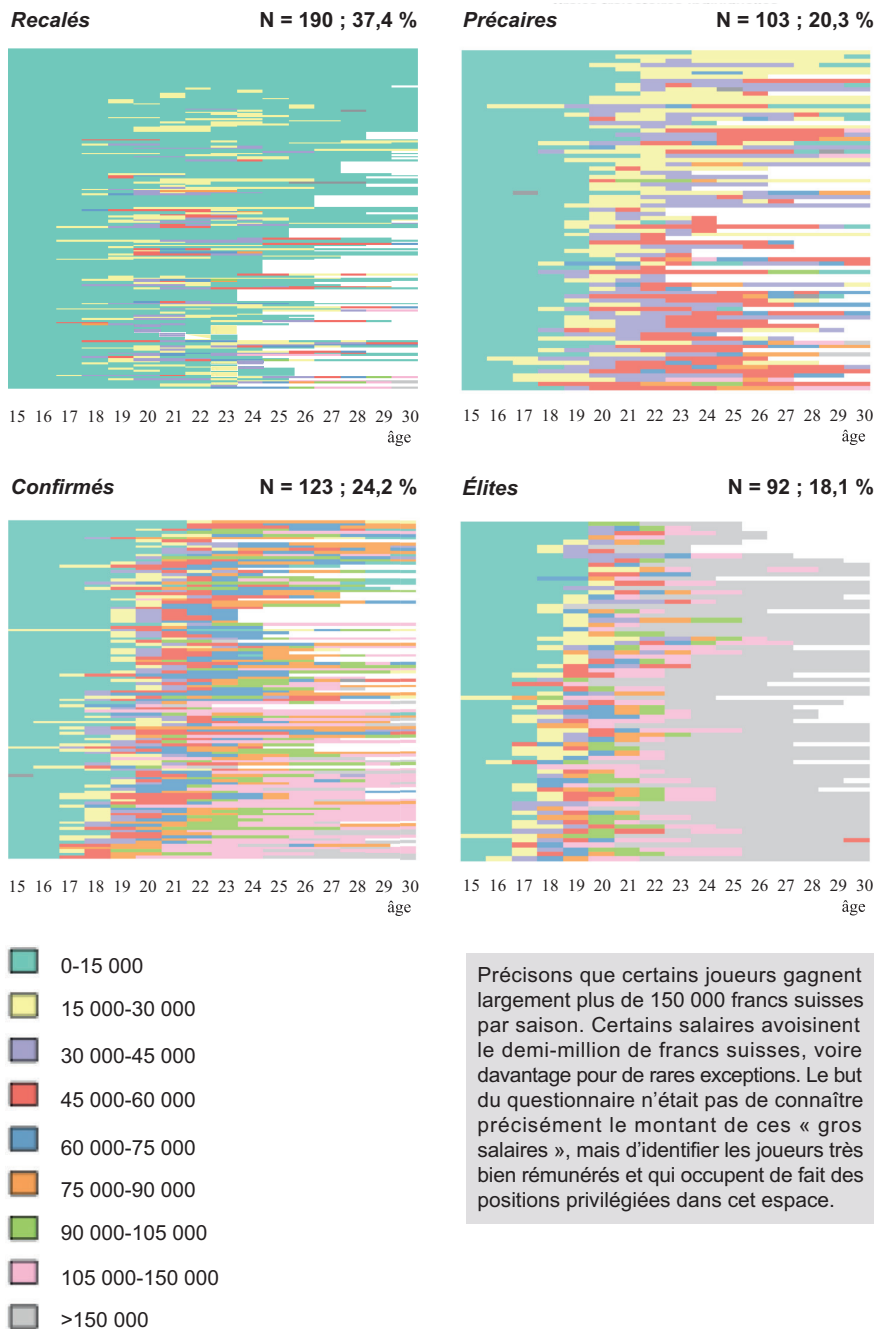 Recalés N = 190 ; 37,4 %
Précaires N = 103 ; 20,3 %
15 16 17 18 19 20 21 22 23 24 25 26 27 28 29 30
âge
15 16 17 18 19 20 21 22 23 24 25 26 27 28 29 30
âge
Confirmés N = 123 ; 24,2 %
Élites N = 92 ; 18,1 %
15 16 17 18 19 20 21 22 23 24 25 26 27 28 29 30
âge
15 16 17 18 19 20 21 22 23 24 25 26 27 28 29 30
âge
0-15 000
15 000-30 000
30 000-45 000
45 000-60 000
60 000-75 000
75 000-90 000
90 000-105 000
105 000-150 000
>150 000
Précisons que certains joueurs gagnent
largement plus de 150 000 francs suisses
par saison. Certains salaires avoisinent
le demi-million de francs suisses, voire
davantage pour de rares exceptions. Le but
du questionnaire n’était pas de connaître
précisément le montant de ces « gros
salaires », mais d’identifier les joueurs très
bien rémunérés et qui occupent de fait des
positions privilégiées dans cet espace.